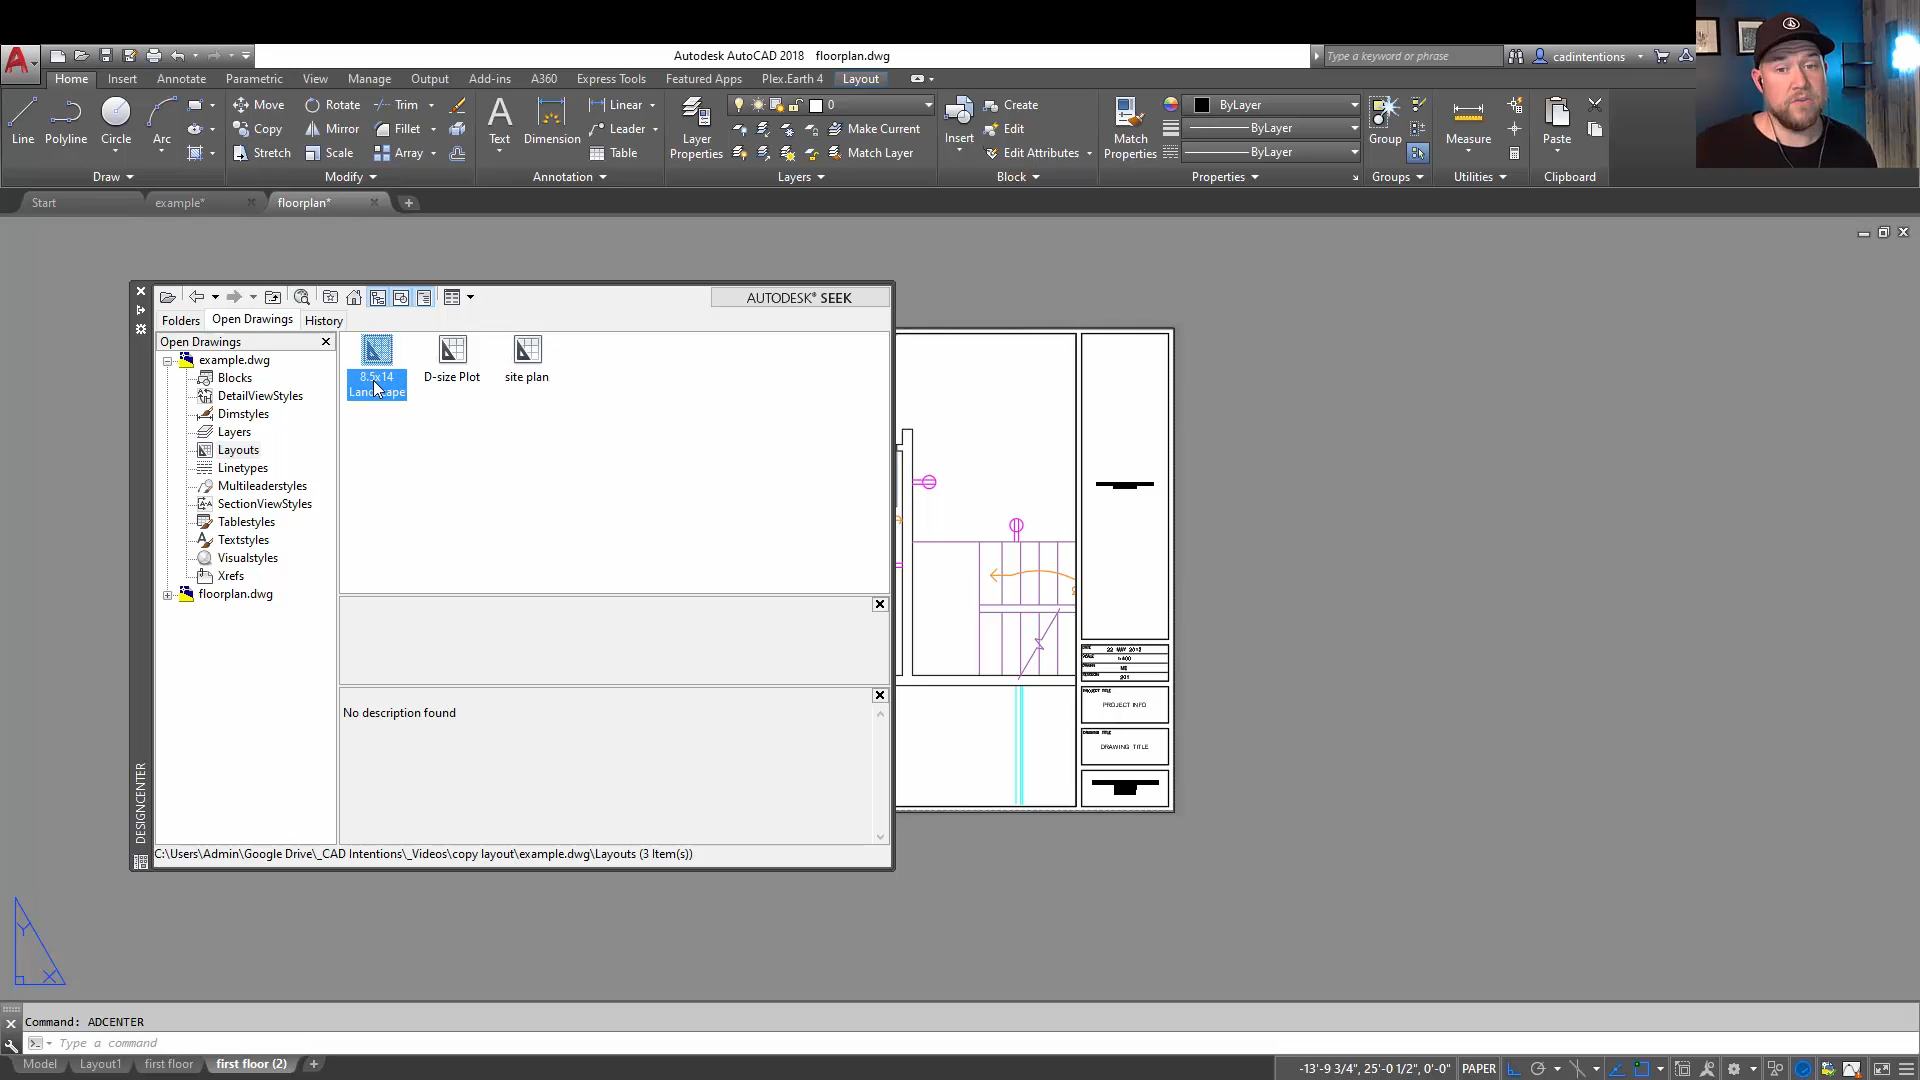 Autodesk AutoCAD 2018 floorplan.dwg
Type a keyword or phrase
cadintentions
Home Insert Annotate Parametric View Manage Output Add-ins A360 Express Tools Featured Apps Plex.Earth 4 Layout
Line
Polyline
Circle
Arc
Move
Rotate
Trim
Copy
Mirror
Fillet
Stretch
Scale
Array
Text
Dimension
Linear
Leader
Table
Layer
Properties
0
Make Current
Match Layer
Insert
Create
Edit
Edit Attributes
Match
Properties
ByLayer
ByLayer
ByLayer
Group
Measure
Paste
Draw
Modify
Annotation
Layers
Block
Properties
Groups
Utilities
Clipboard
Start
example*
floorplan*
AUTODESK® SEEK
Folders
Open Drawings
History
Open Drawings
example.dwg
Blocks
DetailViewStyles
Dimstyles
Layers
Layouts
Linetypes
Multileaderstyles
SectionViewStyles
Tablestyles
Textstyles
Visualstyles
Xrefs
floorplan.dwg
8.5x14
Landscape
D-size Plot
site plan
No description found
DESIGNCENTER
C:\Users\Admin\Google Drive\_CAD Intentions\_Videos\copy layout\example.dwg\Layouts (3 Item(s))
PROJECT TITLE
PROJECT INFO
DRAWING TITLE
DRAWING TITLE
Y
X
Command: ADCENTER
Type a command
Model
Layout1
first floor
first floor (2)
-13'-9 3/4", 25'-0 1/2", 0'-0"
PAPER